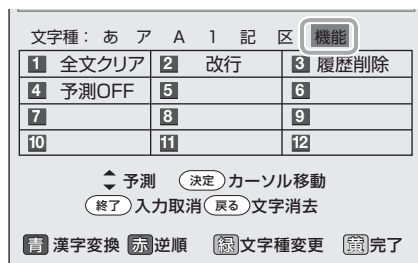 文字種： あ ア A 1 記 区 機能
1 全文クリア 2 改行 3 履歴削除
4 予測OFF 5 6
7 8 9
10 11 12
予測 決定 カーソル移動
終了 入力取消 戻る 文字消去
青 漢字変換 赤 逆順 緑 文字種変更 黄 完了